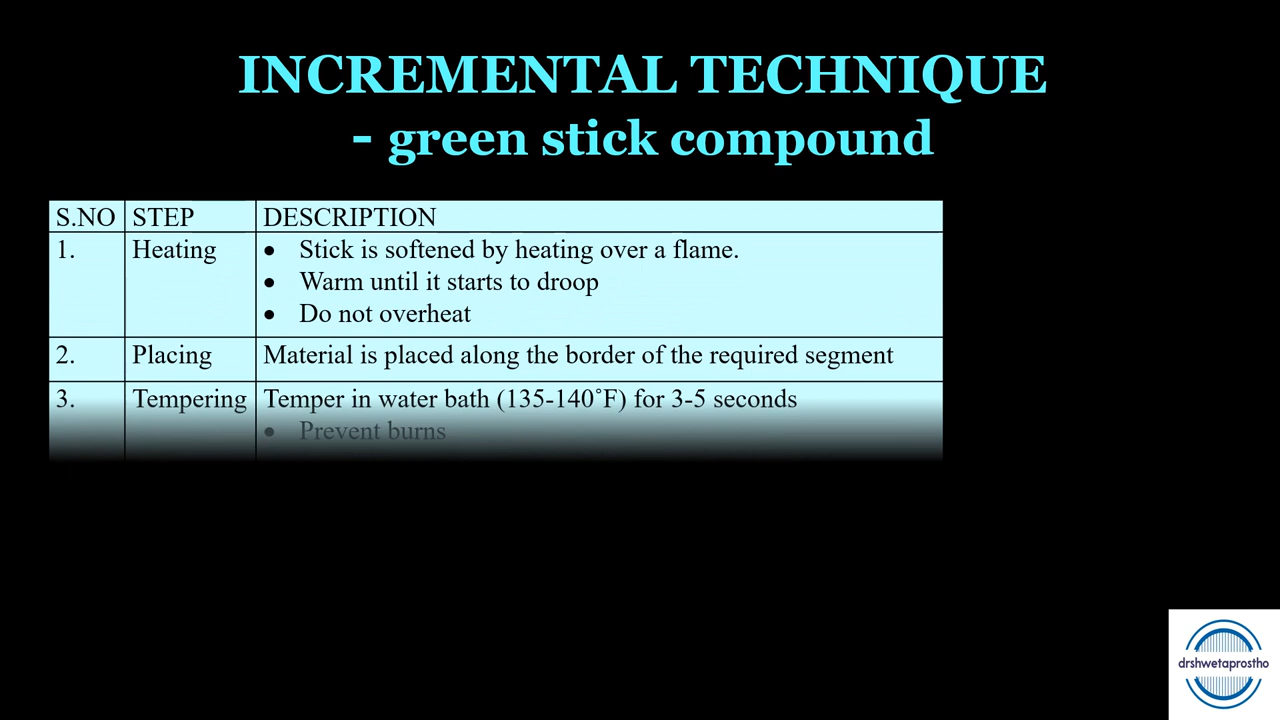 INCREMENTAL TECHNIQUE
- green stick compound
S.NO STEP DESCRIPTION
1. Heating • Stick is softened by heating over a flame.
• Warm until it starts to droop
• Do not overheat
2. Placing Material is placed along the border of the required segment
3. Tempering Temper in water bath (135-140˚F) for 3-5 seconds
• Prevent burns
drshwetaprostho